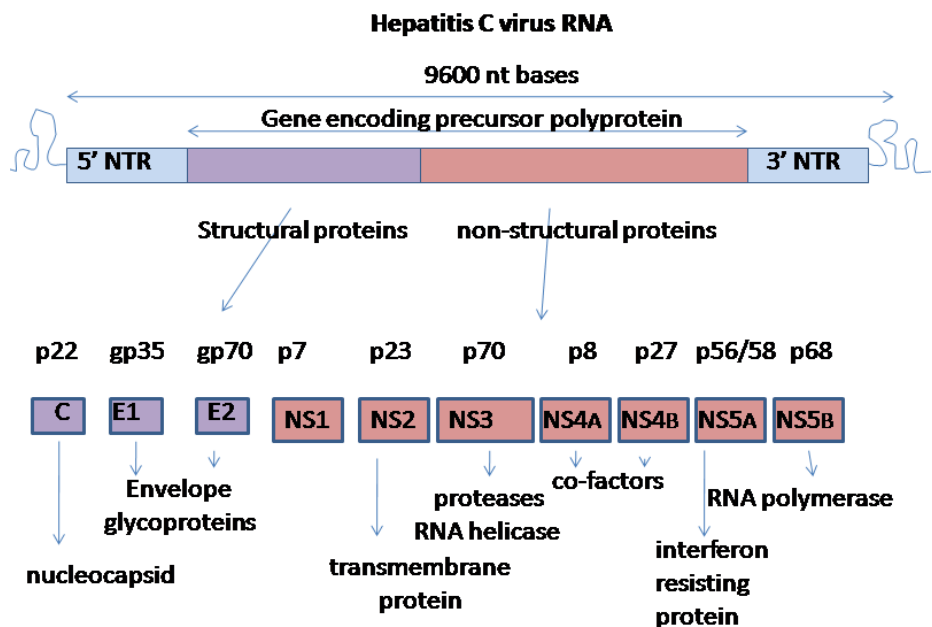 Hepatitis C virus RNA
9600 nt bases
Gene encoding precursor polyprotein
5' NTR
3' NTR
Structural proteins
non-structural proteins
p22
gp35
gp70
p7
p23
p70
p8
p27
p56/58
p68
C
E1
E2
NS1
NS2
NS3
NS4A
NS4B
NS5A
NS5B
Envelope
glycoproteins
nucleocapsid
transmembrane
protein
proteases
RNA helicase
co-factors
interferon
resisting
protein
RNA polymerase